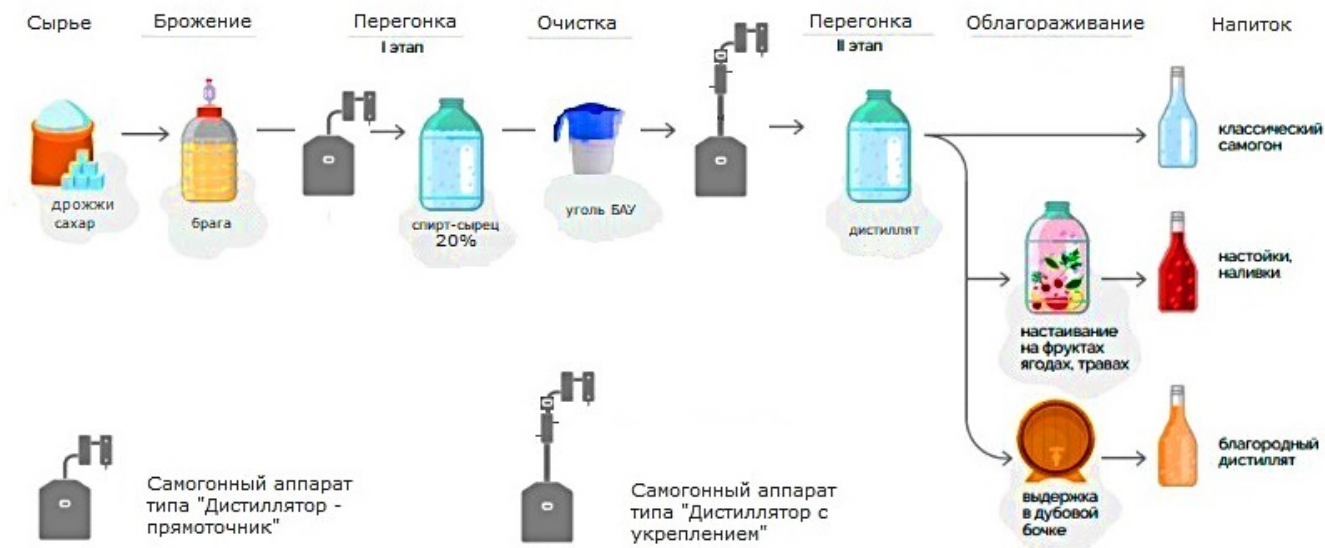 Сырье
Брожение
Перегонка
I этап
Очистка
Перегонка
II этап
Облагораживание
Напиток
дрожжи
сахар
брага
спирт-сырец
20%
уголь БАУ
дистиллят
классический
самогон
настаивание
на фруктах
ягодах, травах
настойки,
наливки
выдержка
в дубовой
бочке
благородный
дистиллят
Самогонный аппарат
типа "Дистиллятор -
прямоточник"
Самогонный аппарат
типа "Дистиллятор с
укреплением"